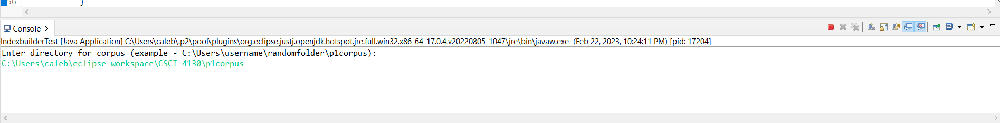 56 }
Console
IndexbuilderTest [Java Application] C:\Users\caleb\.p2\pool\plugins\org.eclipse.justj.openjdk.hotspot.jre.full.win32.x86_64_17.0.4.v20220805-1047\jre\bin\javaw.exe (Feb 22, 2023, 10:24:11 PM) [pid: 17204]
Enter directory for corpus (example - C:\Users\username\randomfolder\p1corpus):
C:\Users\caleb\eclipse-workspace\CSCI 4130\p1corpus